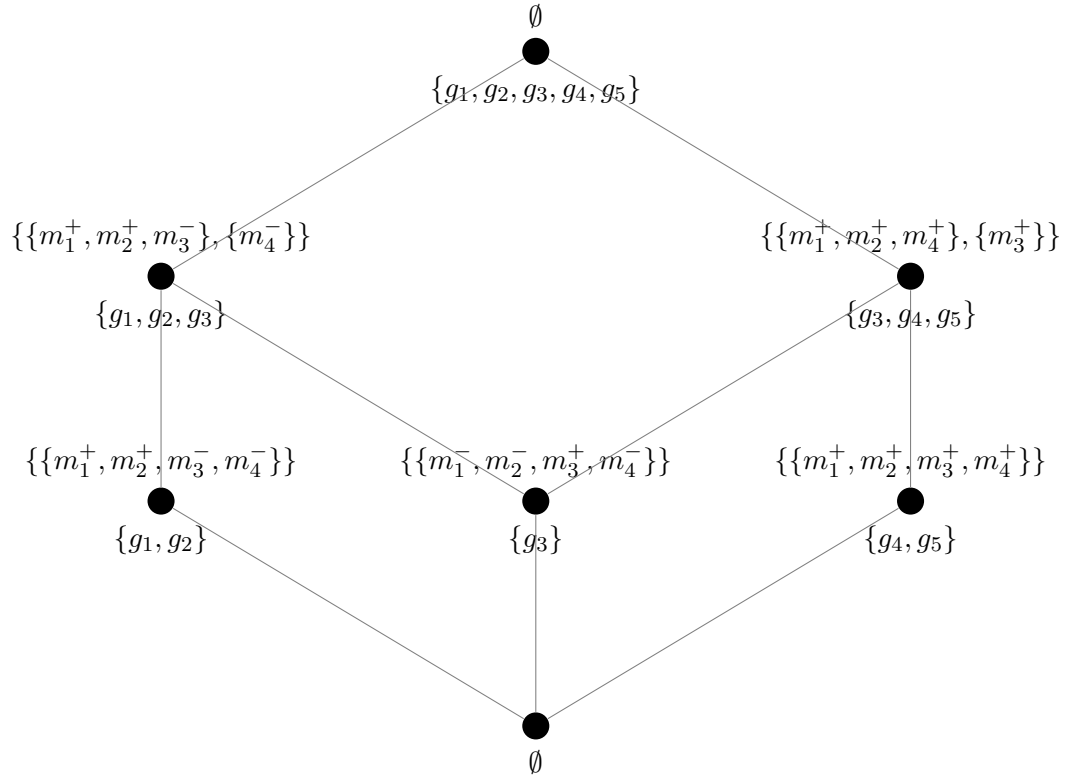 ∅
{g₁, g₂, g₃, g₄, g₅}
{{m₁⁺, m₂⁺, m₃⁻}, {m₄⁻}}
{{m₁⁺, m₂⁺, m₄⁺}, {m₃⁺}}
{g₁, g₂, g₃}
{g₃, g₄, g₅}
{{m₁⁺, m₂⁺, m₃⁻, m₄⁻}}
{{m₁⁻, m₂⁻, m₃⁺, m₄⁻}}
{{m₁⁺, m₂⁺, m₃⁺, m₄⁺}}
{g₁, g₂}
{g₃}
{g₄, g₅}
∅